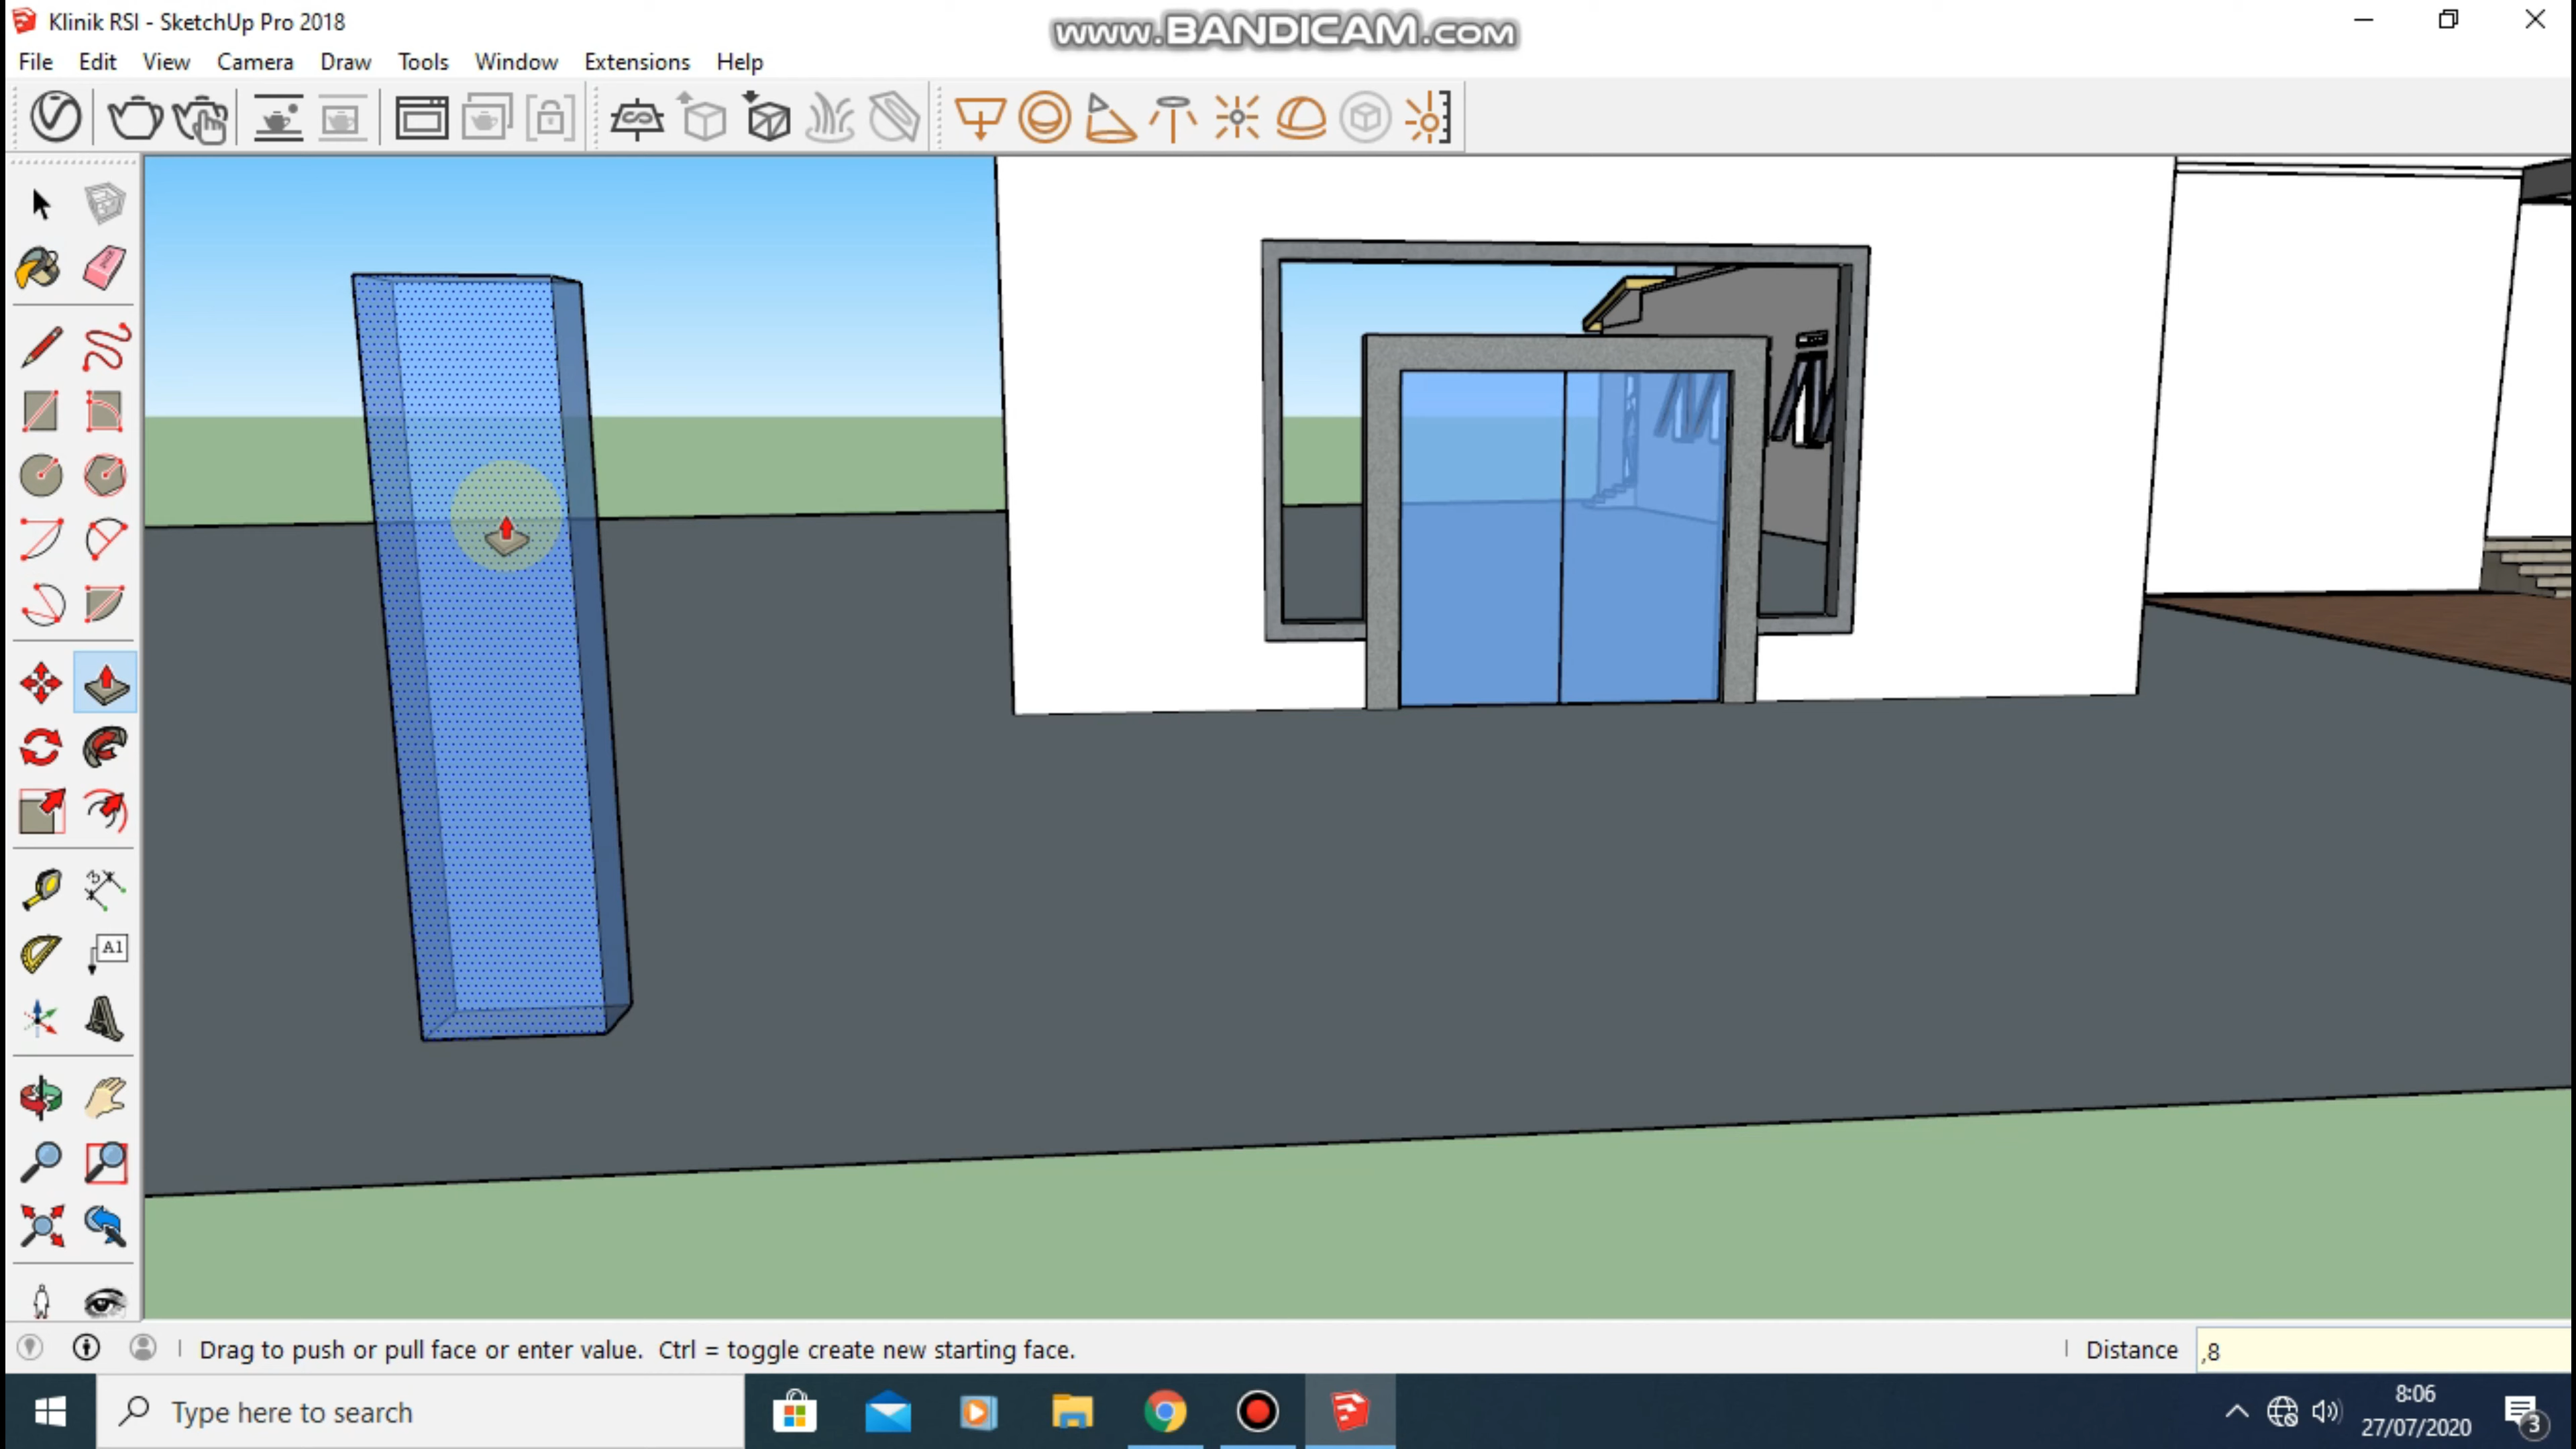 Klinik RSI - SketchUp Pro 2018
www.BANDICAM.com
File Edit View Camera Draw Tools Window Extensions Help
A1
Drag to push or pull face or enter value. Ctrl = toggle create new starting face.
Distance ,8
Type here to search
8:06
27/07/2020
3